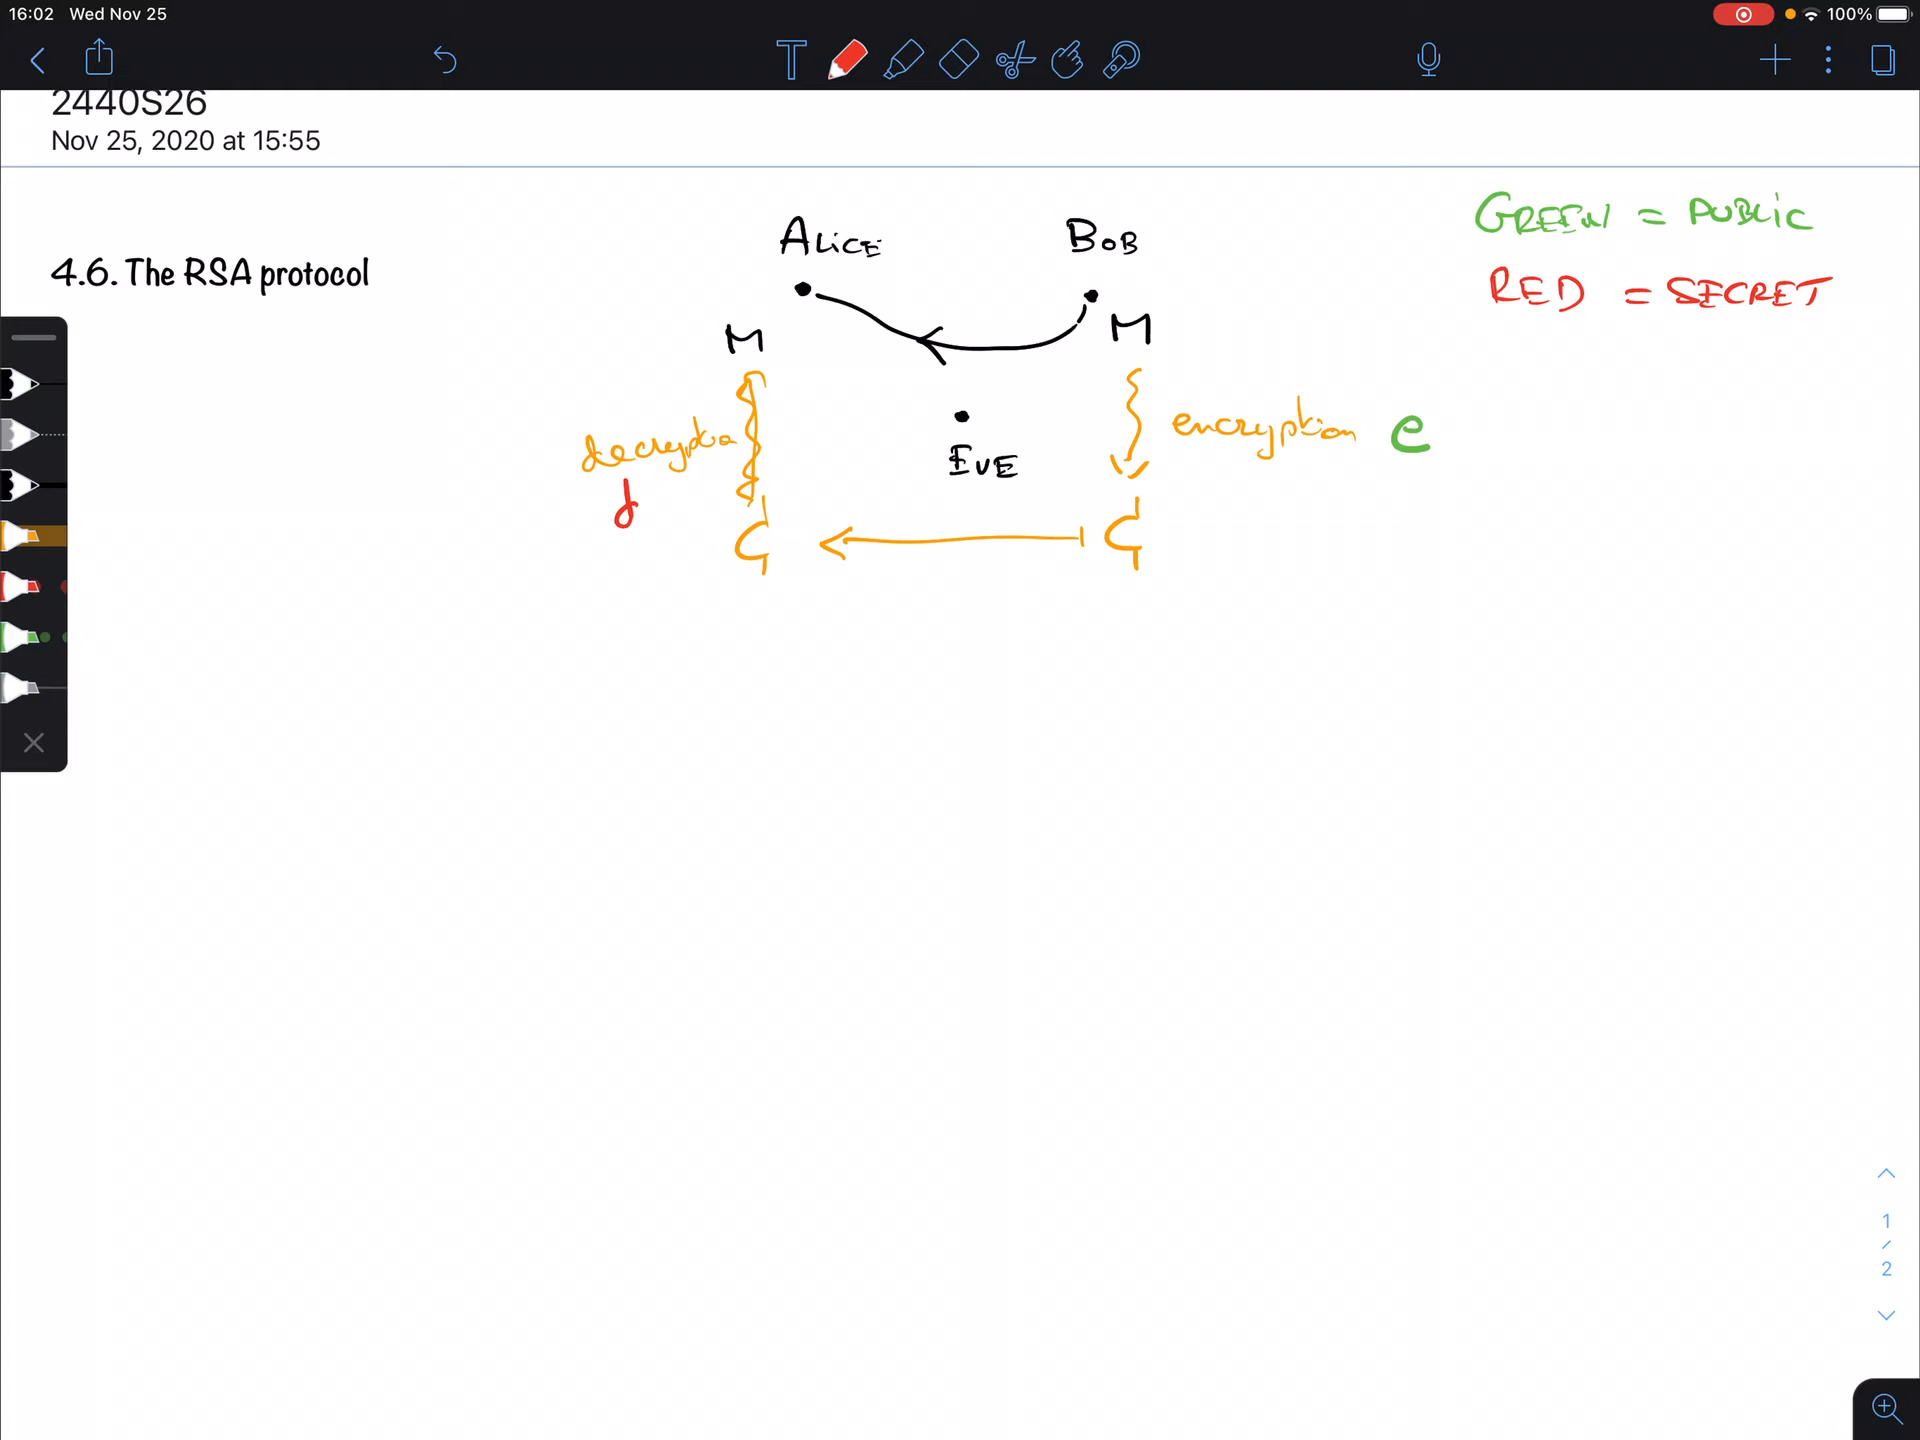 16:02 Wed Nov 25 100%
2440S26
Nov 25, 2020 at 15:55
GREEN = PUBLIC
ALICE BOB
4.6. The RSA protocol
RED = SECRET
M M
encryption e
decryption
EVE
d
C C
1
/
2